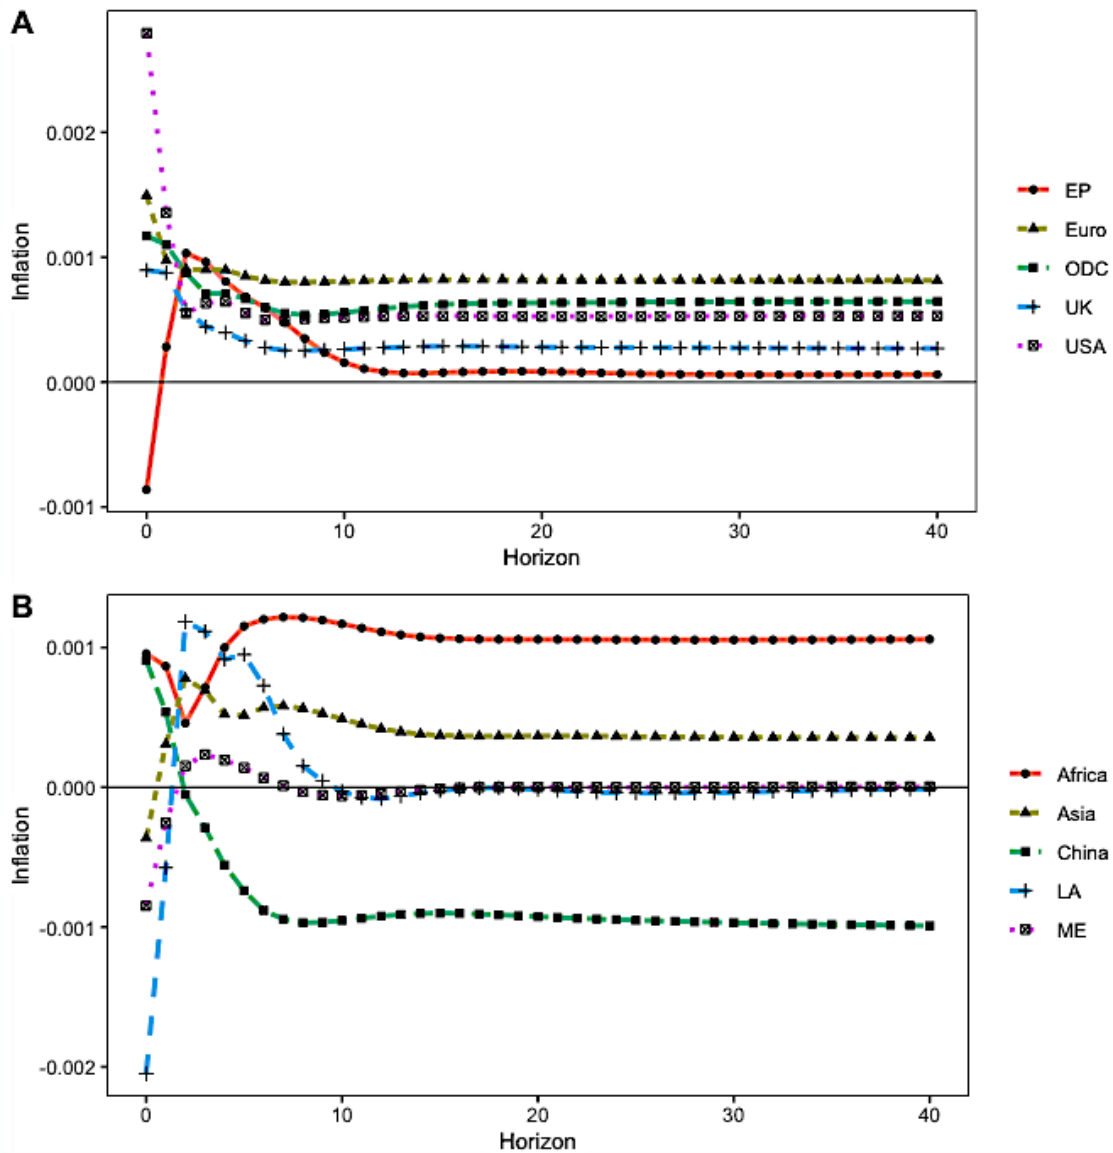 A
0.002
0.001
0.000
-0.001
Inflation
0
10
20
30
40
Horizon
EP
Euro
ODC
UK
USA
B
0.001
0.000
-0.001
-0.002
Inflation
0
10
20
30
40
Horizon
Africa
Asia
China
LA
ME